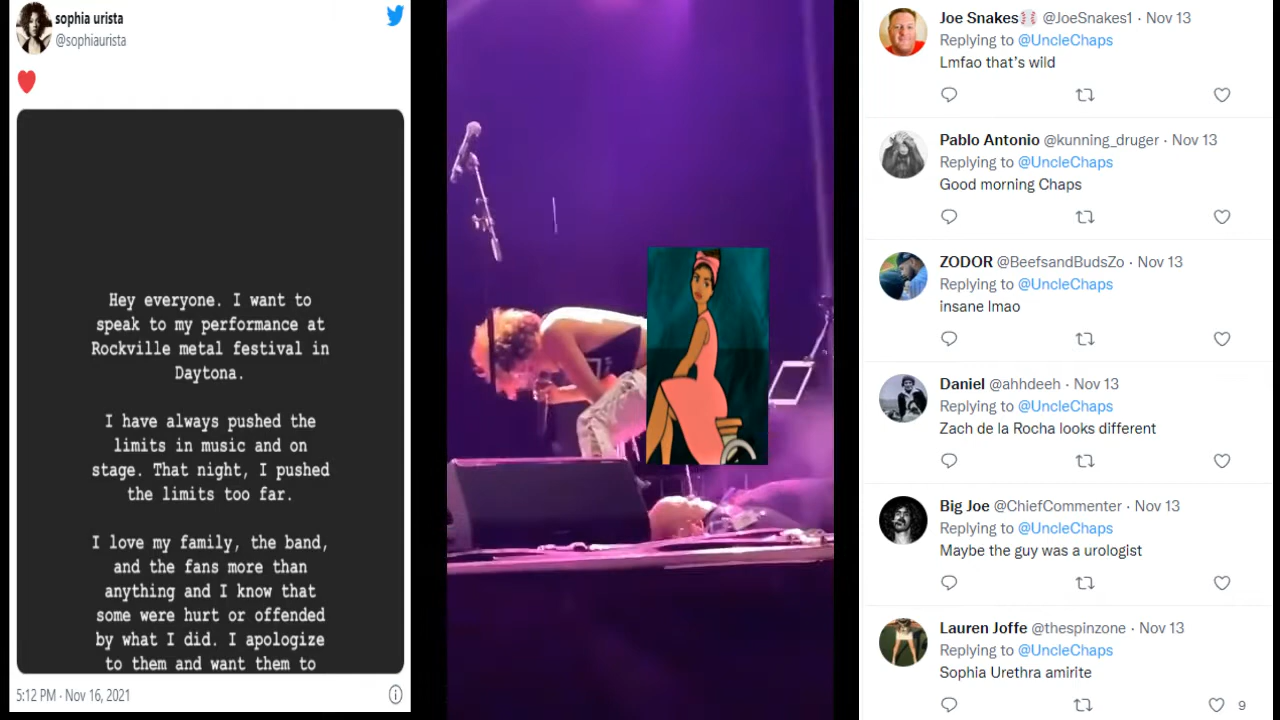 sophia urista
@sophiaurista
Hey everyone. I want to
speak to my performance at
Rockville metal festival in
Daytona.
I have always pushed the
limits in music and on
stage. That night, I pushed
the limits too far.
I love my family, the band,
and the fans more than
anything and I know that
some were hurt or offended
by what I did. I apologize
to them and want them to
5:12 PM · Nov 16, 2021
Joe Snakes⚾ @JoeSnakes1 · Nov 13
Replying to @UncleChaps
Lmfao that's wild
Pablo Antonio @kunning_druger · Nov 13
Replying to @UncleChaps
Good morning Chaps
ZODOR @BeefsandBudsZo · Nov 13
Replying to @UncleChaps
insane lmao
Daniel @ahhdeeh · Nov 13
Replying to @UncleChaps
Zach de la Rocha looks different
Big Joe @ChiefCommenter · Nov 13
Replying to @UncleChaps
Maybe the guy was a urologist
Lauren Joffe @thespinzone · Nov 13
Replying to @UncleChaps
Sophia Urethra amirite
9